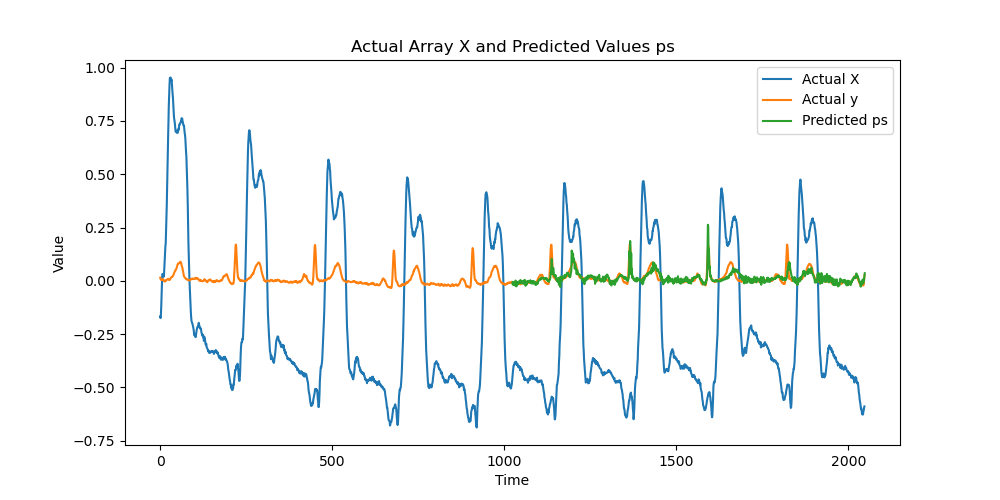 Actual Array X and Predicted Values ps
1.00
0.75
0.50
0.25
0.00
−0.25
−0.50
−0.75
Value
Actual X
Actual y
Predicted ps
0
500
1000
1500
2000
Time